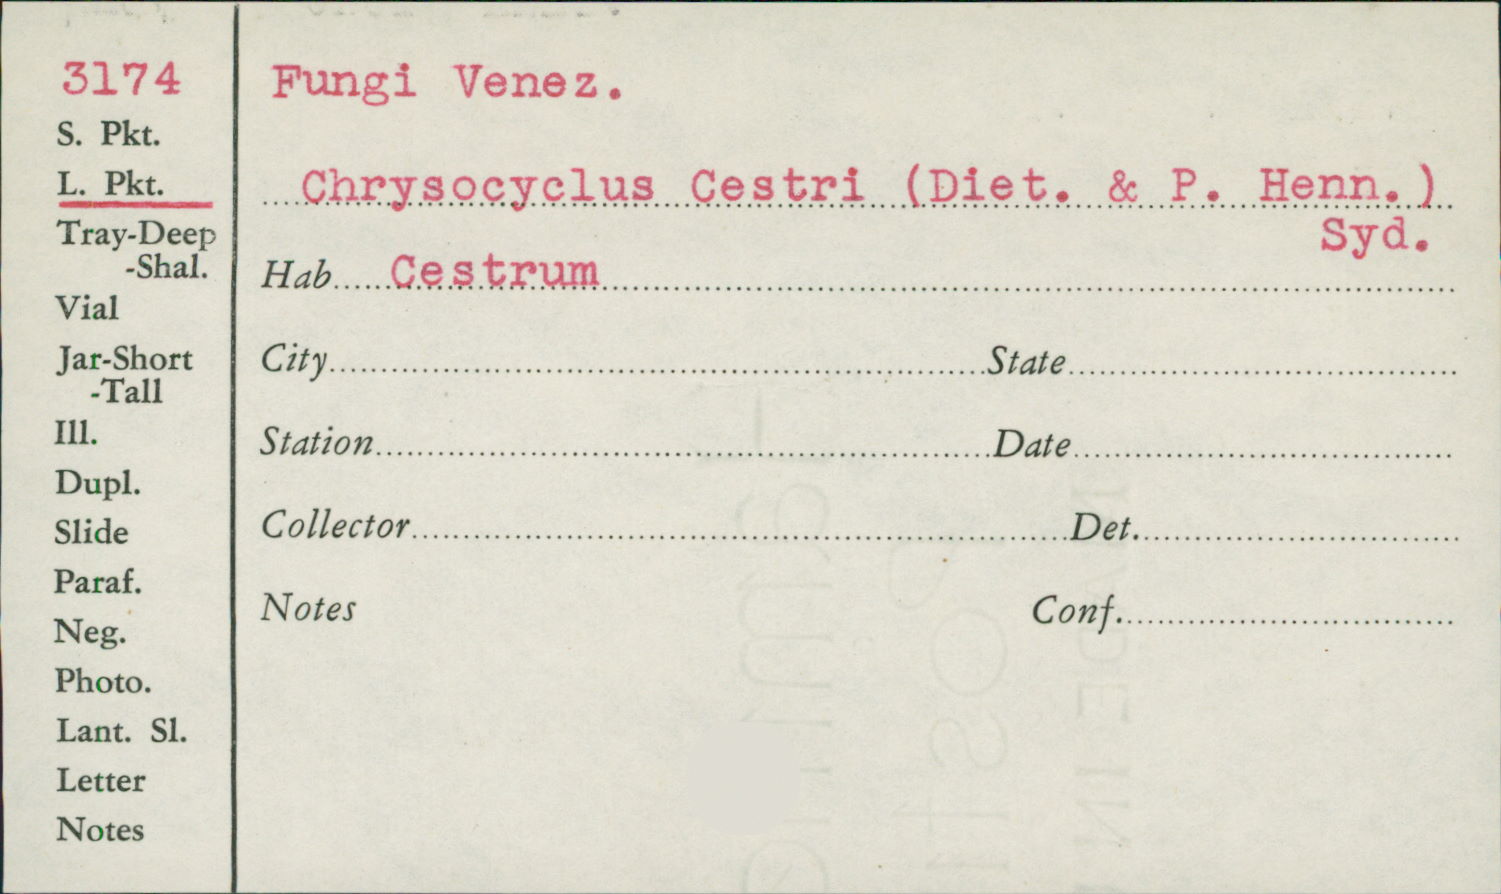 3174
Fungi Venez.
S. Pkt.
L. Pkt.
Chrysocyclus Cestri (Diet. & P. Henn.)
Syd.
Tray-Deep
-Shal.
Hab.....Cestrum
Vial
Jar-Short
-Tall
City
State
Ill.
Station
Date
Dupl.
Slide
Collector
Det.
Paraf.
Neg.
Notes
Conf.
Photo.
Lant. Sl.
Letter
Notes